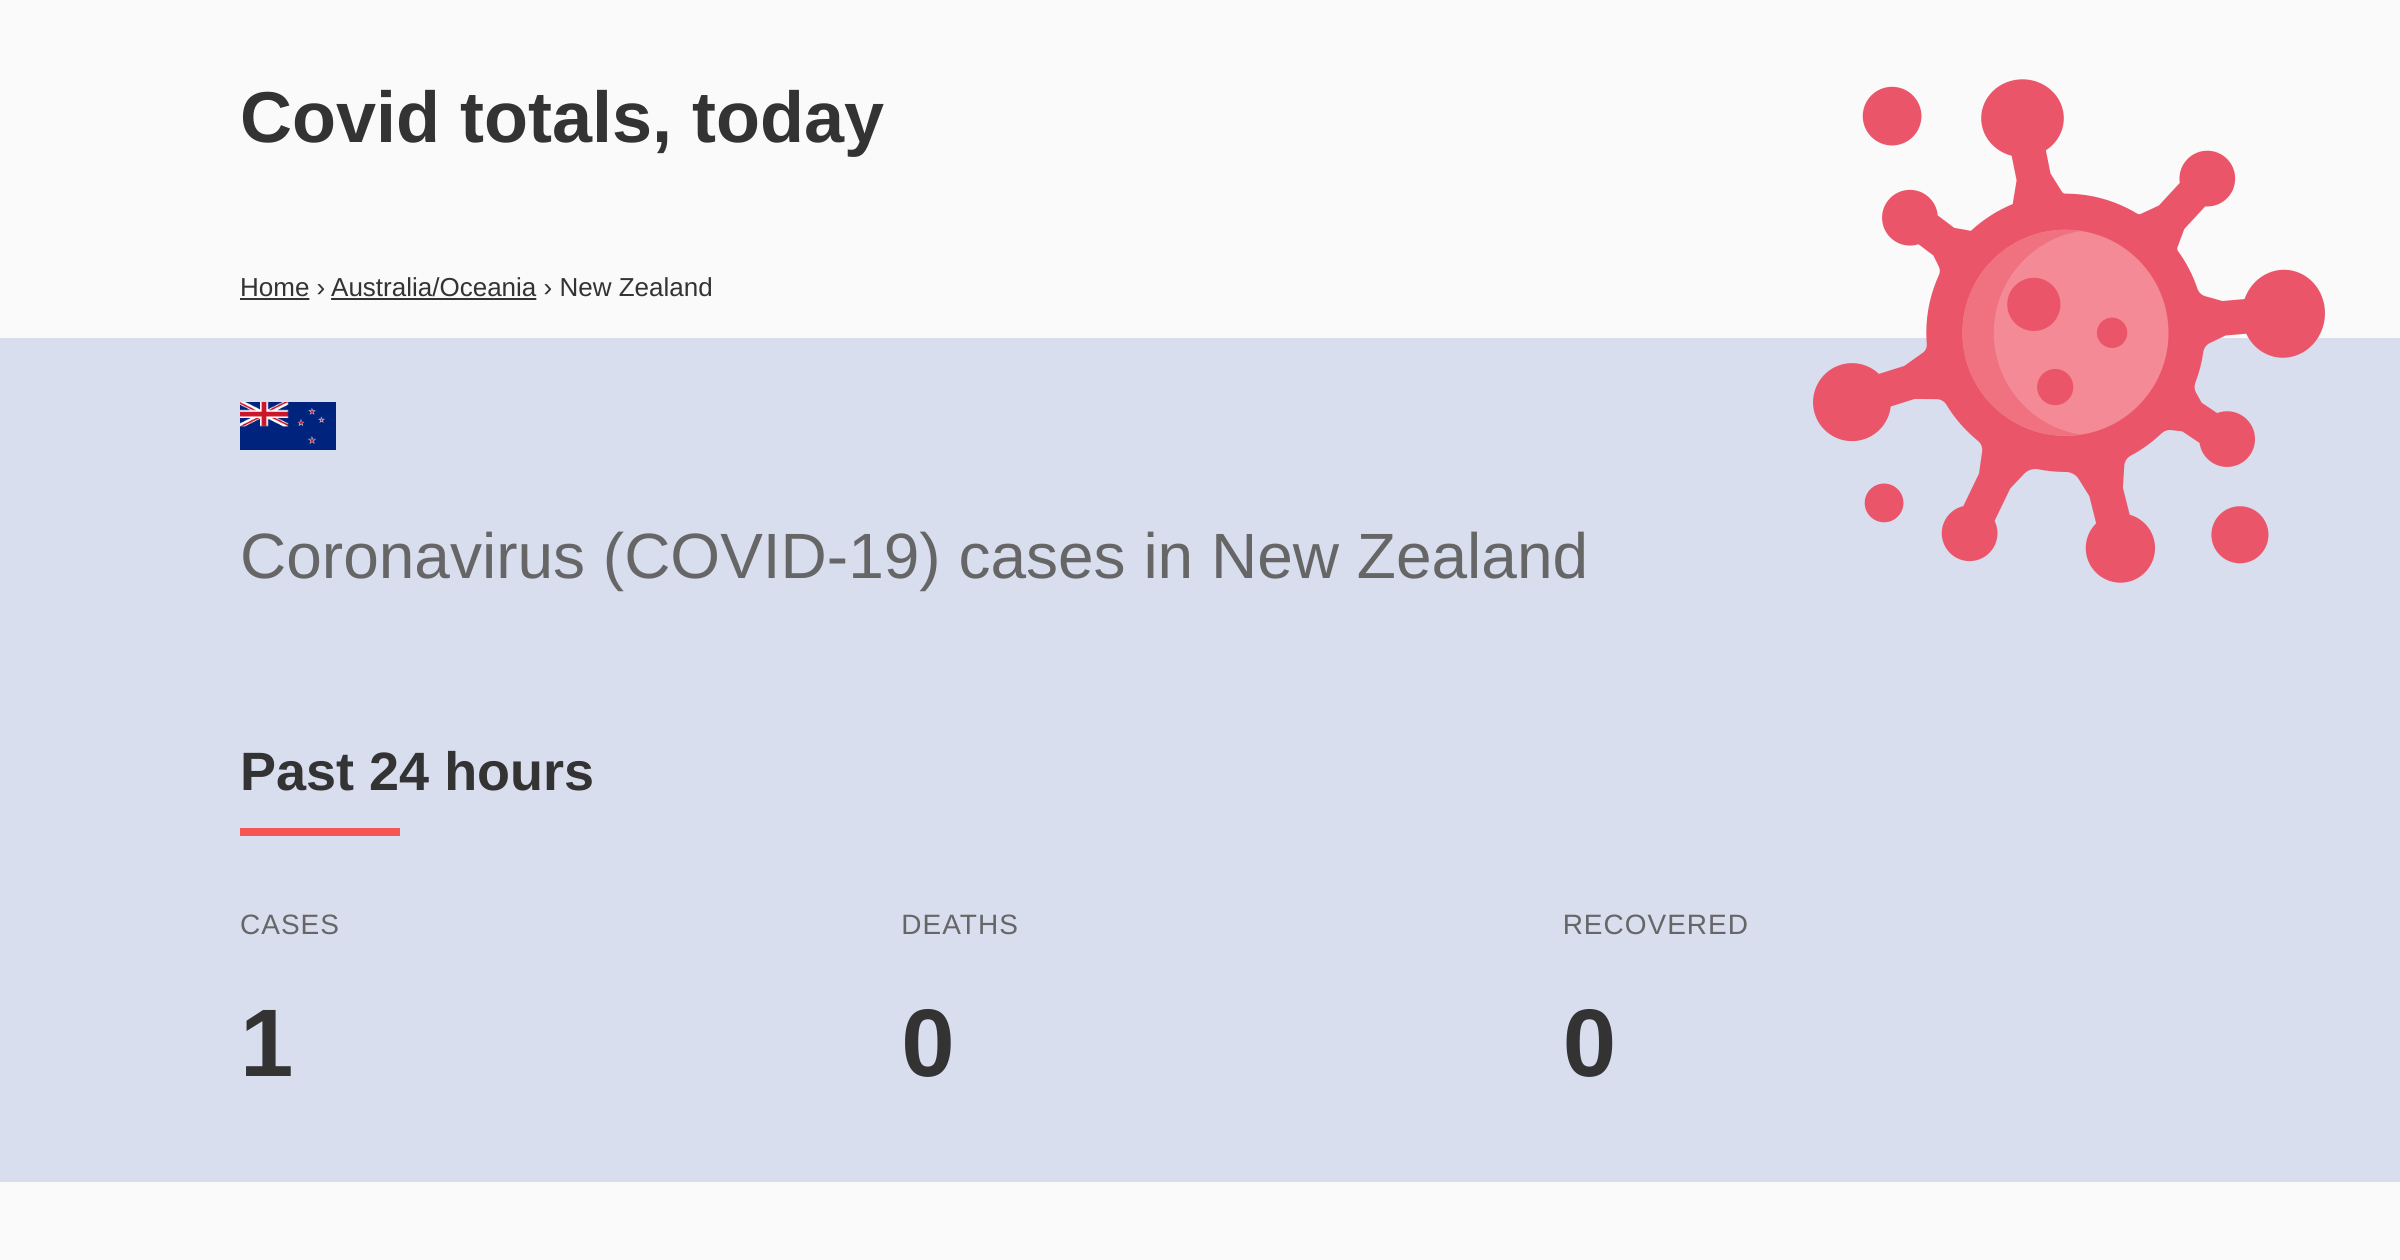 Covid totals, today
Home › Australia/Oceania › New Zealand
Coronavirus (COVID-19) cases in New Zealand
Past 24 hours
CASES DEATHS RECOVERED
1 0 0